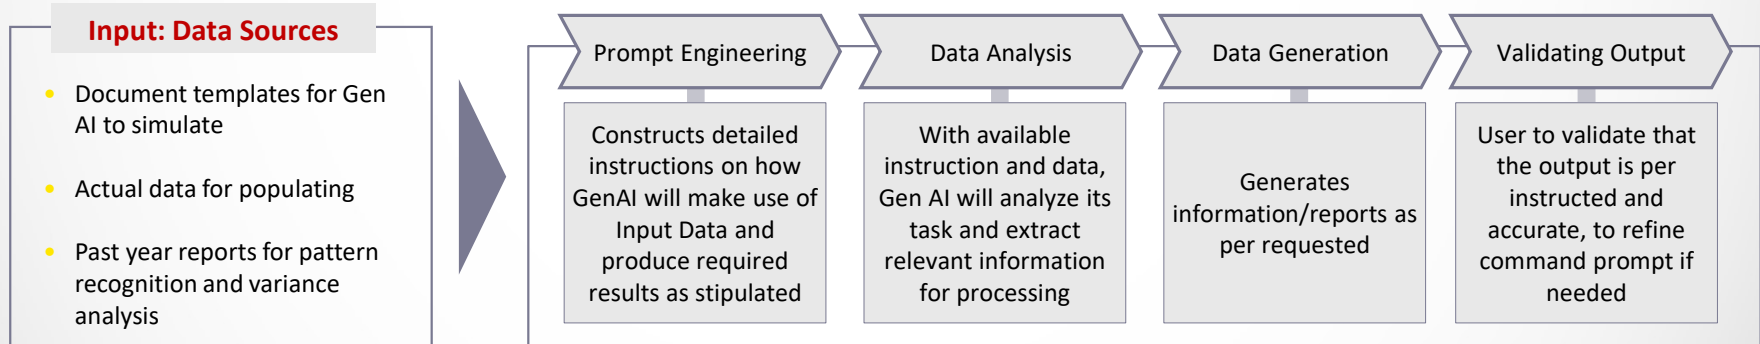 Input: Data Sources
Document templates for Gen
AI to simulate
Actual data for populating
Past year reports for pattern
recognition and variance
analysis
Prompt Engineering
Constructs detailed
instructions on how
GenAI will make use of
Input Data and
produce required
results as stipulated
Data Analysis
With available
instruction and data,
Gen AI will analyze its
task and extract
relevant information
for processing
Data Generation
Generates
information/reports as
per requested
Validating Output
User to validate that
the output is per
instructed and
accurate, to refine
command prompt if
needed